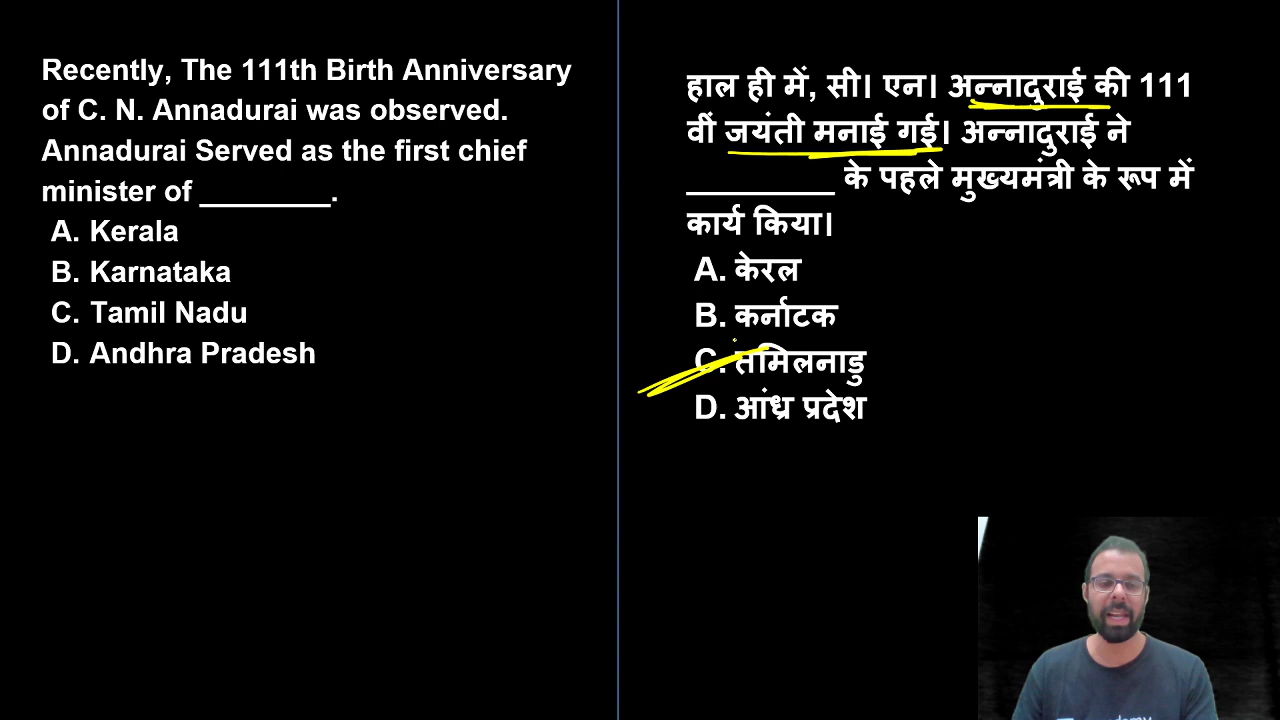 Recently, The 111th Birth Anniversary
of C. N. Annadurai was observed.
Annadurai Served as the first chief
minister of ________.
A. Kerala
B. Karnataka
C. Tamil Nadu
D. Andhra Pradesh
हाल ही में, सी। एन। अन्नादुराई की 111
वीं जयंती मनाई गई। अन्नादुराई ने
________ के पहले मुख्यमंत्री के रूप में
कार्य किया।
A. केरल
B. कर्नाटक
C. तमिलनाडु
D. आंध्र प्रदेश